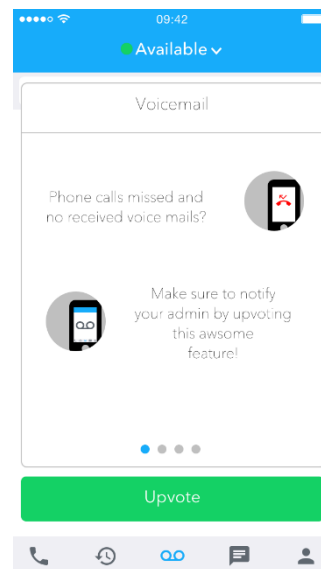 09:42
Available
Voicemail
Phone calls missed and
no received voice mails?
Make sure to notify
your admin by upvoting
this awsome
feature!
Upvote